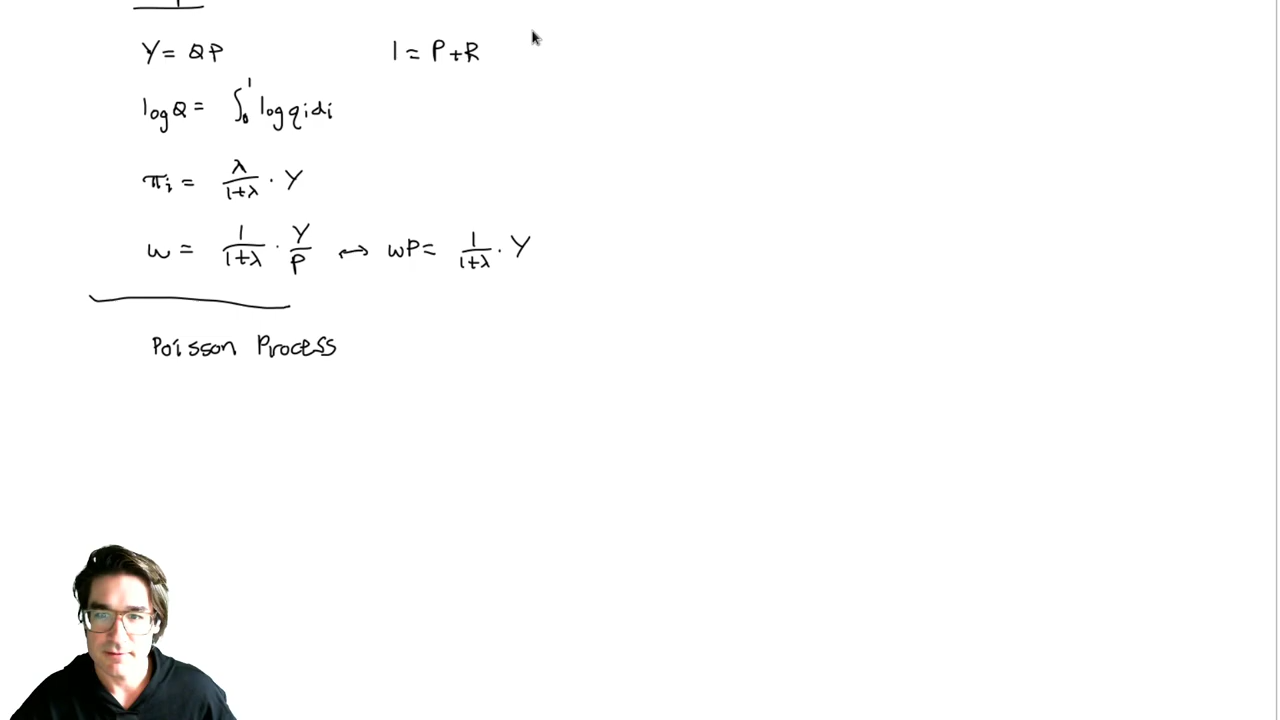 Y = QP    1 = P+R
log Q = ∫₀¹ log qᵢ di
πᵢ = λ/(1+λ) · Y
w = 1/(1+λ) · Y/P ↔ wP = 1/(1+λ) · Y
Poisson Process